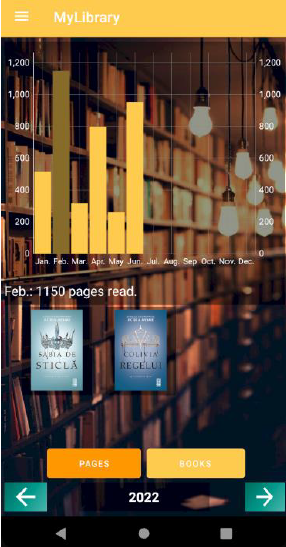 MyLibrary
1,200 1,200
1,000 1,000
800 800
600 600
400 400
200 200
0 0
Jan. Feb. Mar. Apr. May Jun. Jul. Aug. Sep. Oct. Nov. Dec.
Feb.: 1150 pages read.
SABIA DE
STICLĂ
COLIVIA
REGELUI
PAGES BOOKS
2022